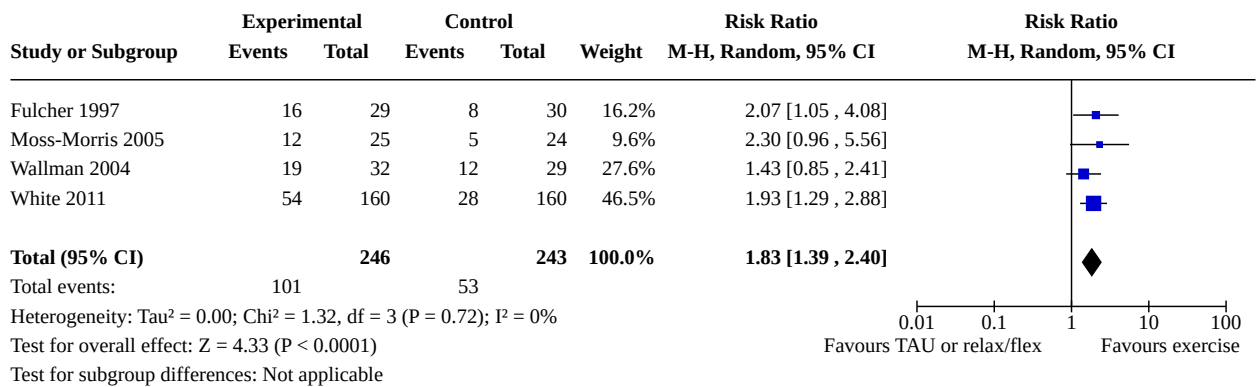 Experimental Control Risk Ratio Risk Ratio
Study or Subgroup Events Total Events Total Weight M-H, Random, 95% CI M-H, Random, 95% CI
Fulcher 1997 16 29 8 30 16.2% 2.07 [1.05 , 4.08]
Moss-Morris 2005 12 25 5 24 9.6% 2.30 [0.96 , 5.56]
Wallman 2004 19 32 12 29 27.6% 1.43 [0.85 , 2.41]
White 2011 54 160 28 160 46.5% 1.93 [1.29 , 2.88]
Total (95% CI) 246 243 100.0% 1.83 [1.39 , 2.40]
Total events: 101 53
Heterogeneity: Tau² = 0.00; Chi² = 1.32, df = 3 (P = 0.72); I² = 0%
0.01 0.1 1 10 100
Test for overall effect: Z = 4.33 (P < 0.0001)
Favours TAU or relax/flex Favours exercise
Test for subgroup differences: Not applicable